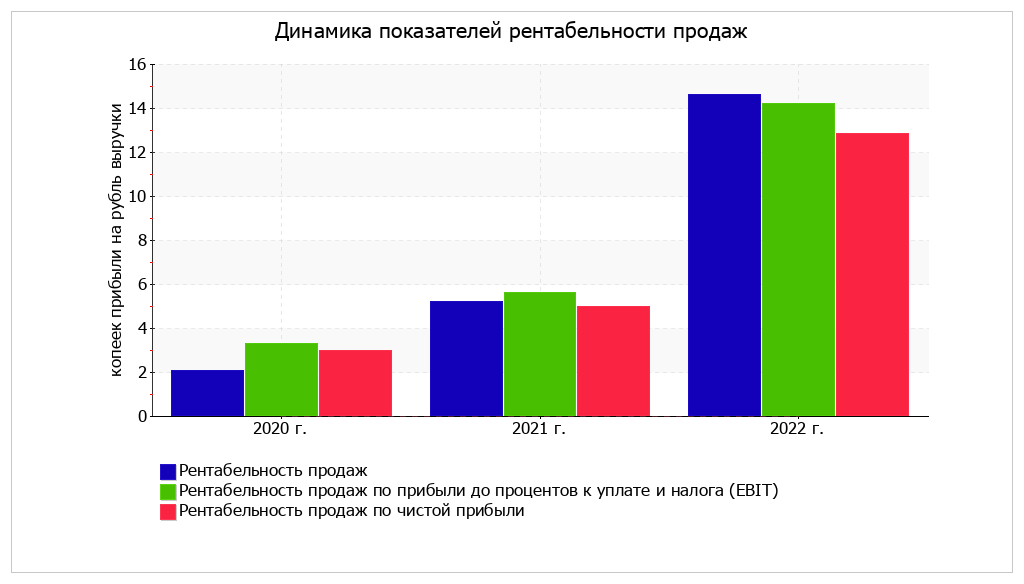 Динамика показателей рентабельности продаж
копеек прибыли на рубль выручки
16
14
12
10
8
6
4
2
0
2020 г.
2021 г.
2022 г.
Рентабельность продаж
Рентабельность продаж по прибыли до процентов к уплате и налога (EBIT)
Рентабельность продаж по чистой прибыли